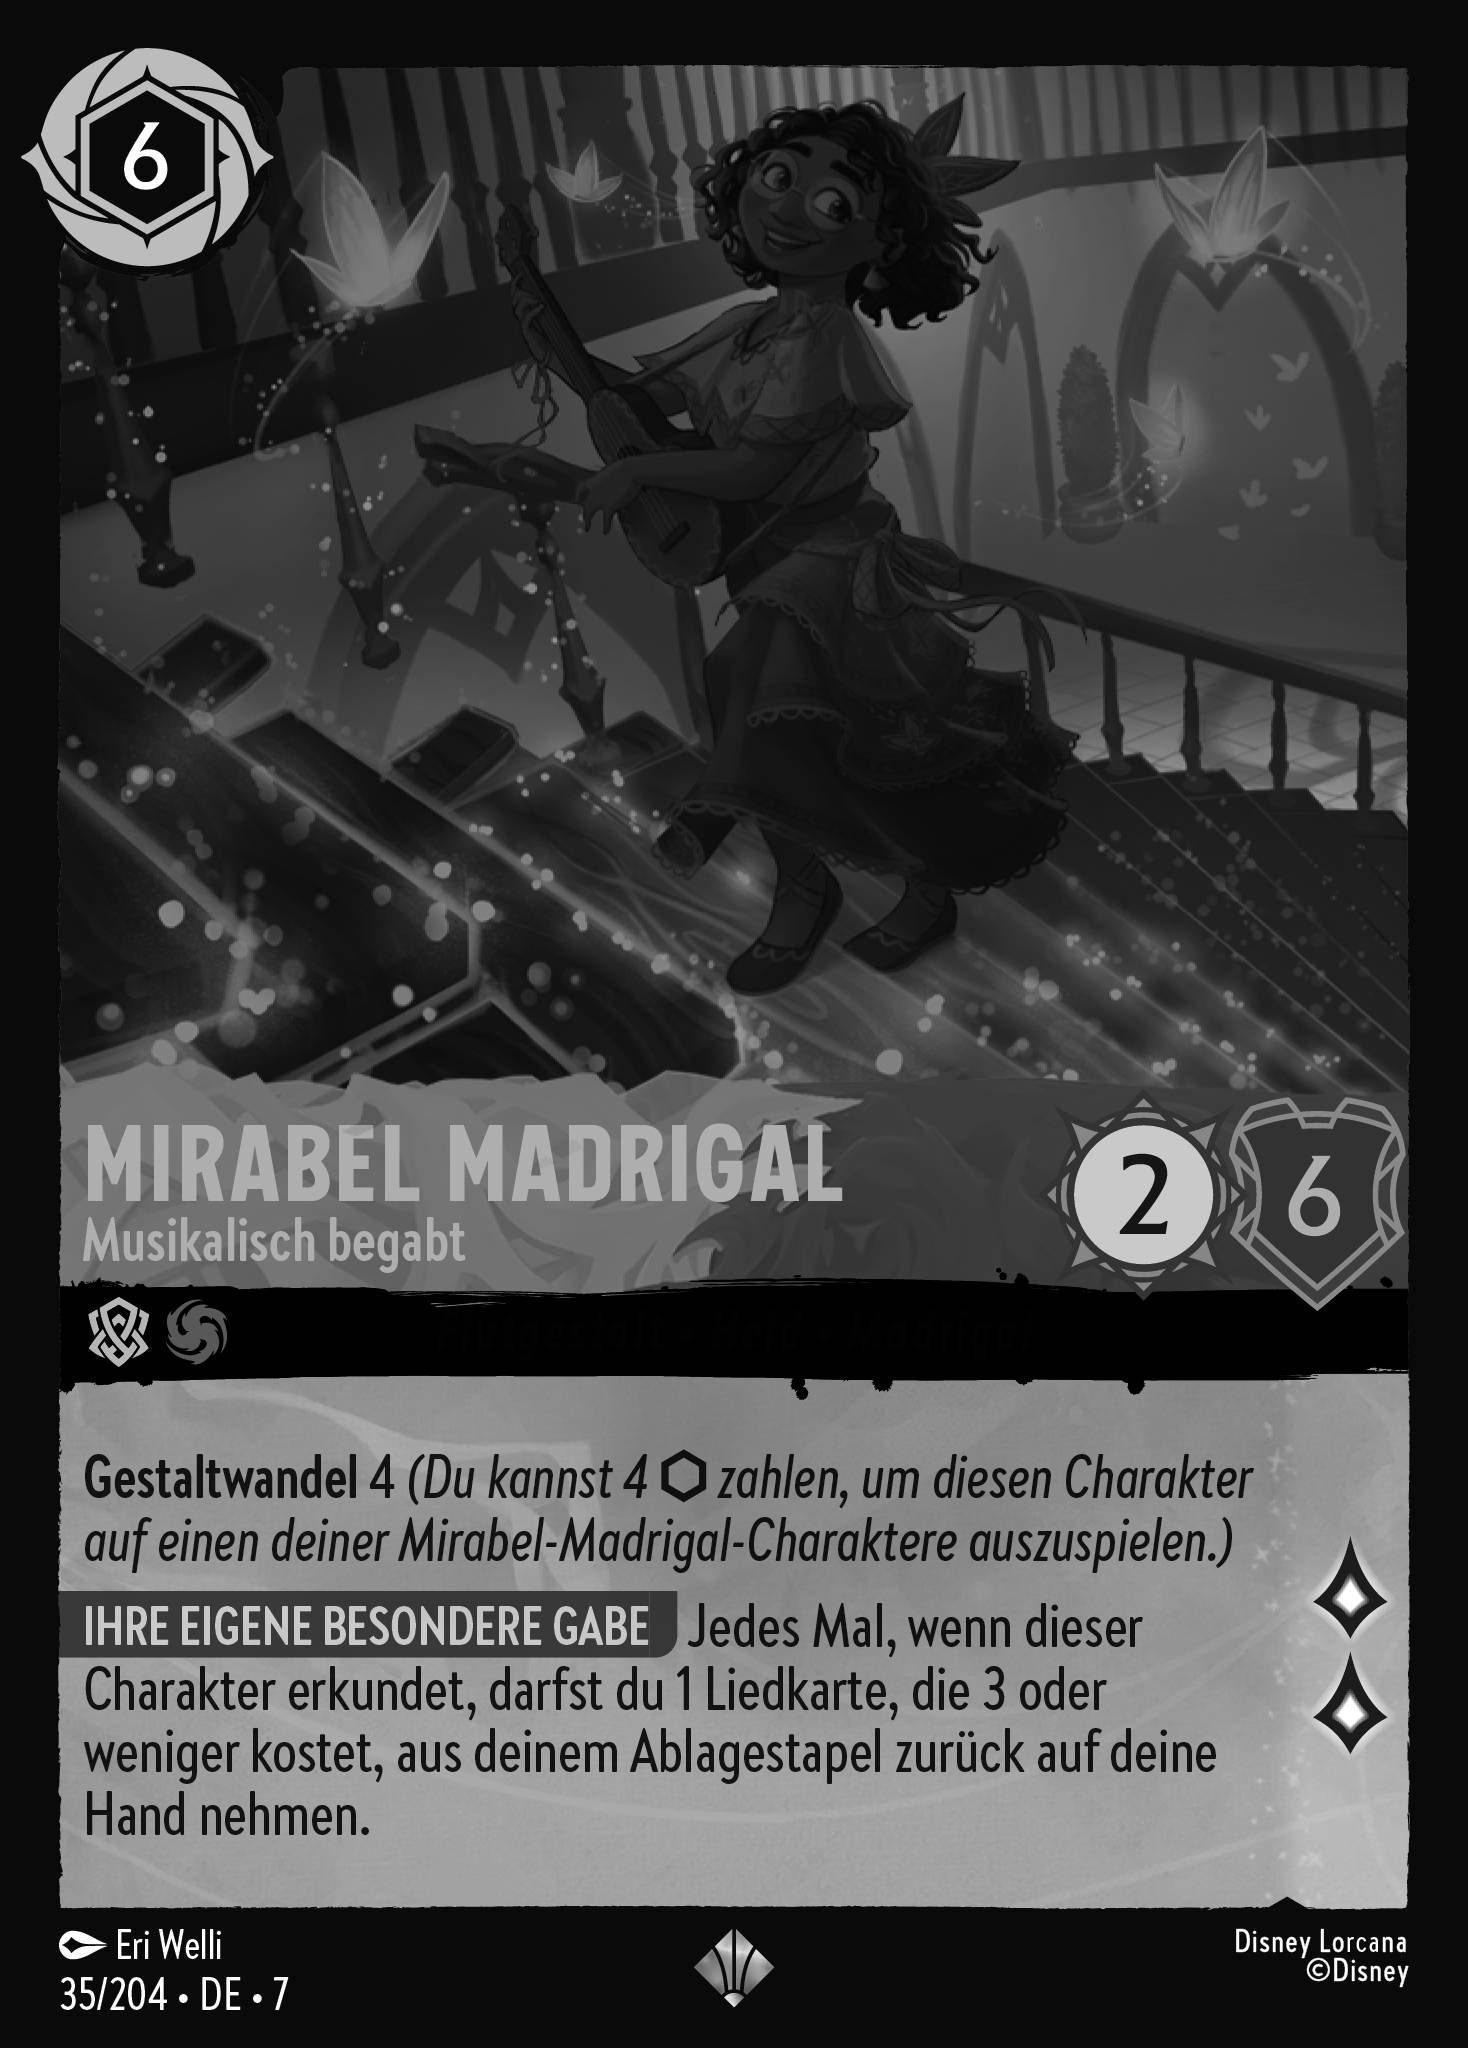 6
MIRABEL MADRIGAL
Musikalisch begabt
2
6
Flutgestalt • Held • Madrigal
Gestaltwandel 4 (Du kannst 4 ⬡ zahlen, um diesen Charakter
auf einen deiner Mirabel-Madrigal-Charaktere auszuspielen.)
IHRE EIGENE BESONDERE GABE Jedes Mal, wenn dieser
Charakter erkundet, darfst du 1 Liedkarte, die 3 oder
weniger kostet, aus deinem Ablagestapel zurück auf deine
Hand nehmen.
Eri Welli
35/204 • DE • 7
Disney Lorcana
©Disney